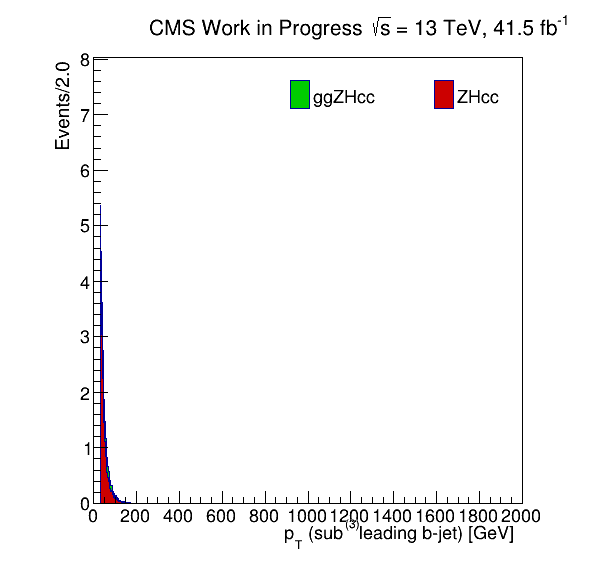 CMS Work in Progress √s = 13 TeV, 41.5 fb⁻¹
Events/2.0
ggZHcc ZHcc
8
7
6
5
4
3
2
1
0
0 200 400 600 800 1000 1200 1400 1600 1800 2000
p_T (sub⁽³⁾leading b-jet) [GeV]